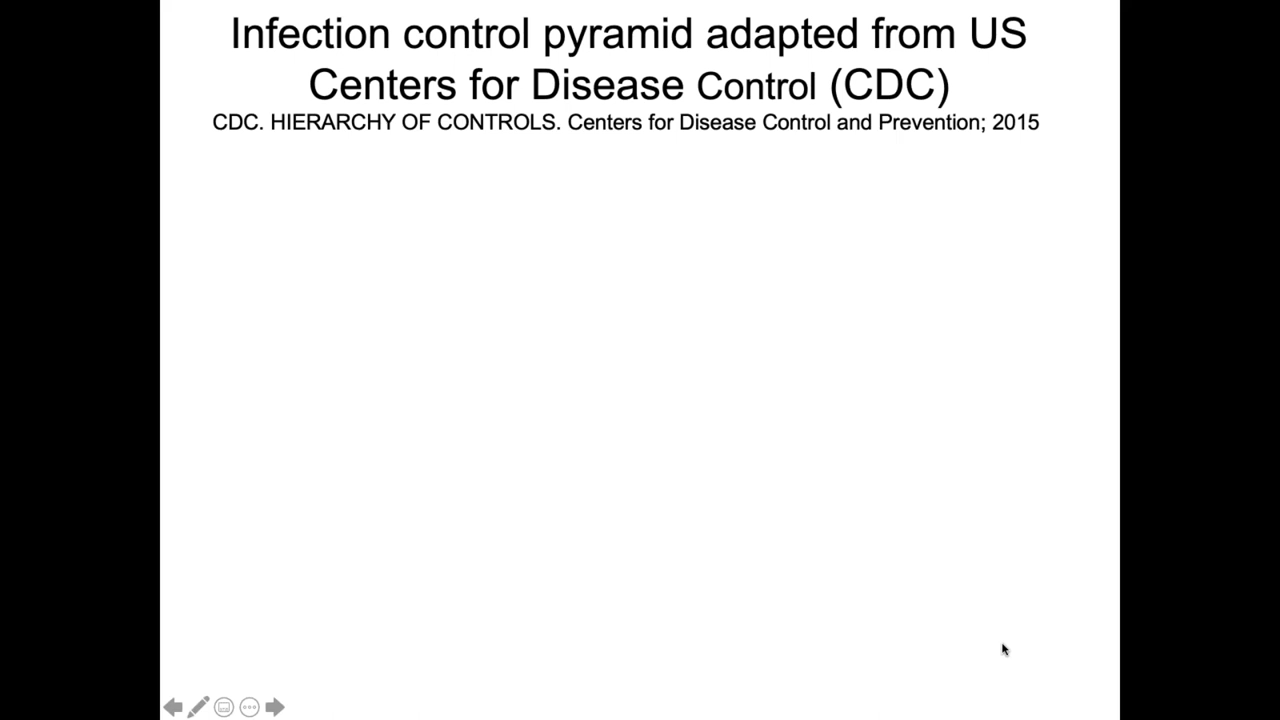 Infection control pyramid adapted from US
Centers for Disease Control (CDC)
CDC. HIERARCHY OF CONTROLS. Centers for Disease Control and Prevention; 2015